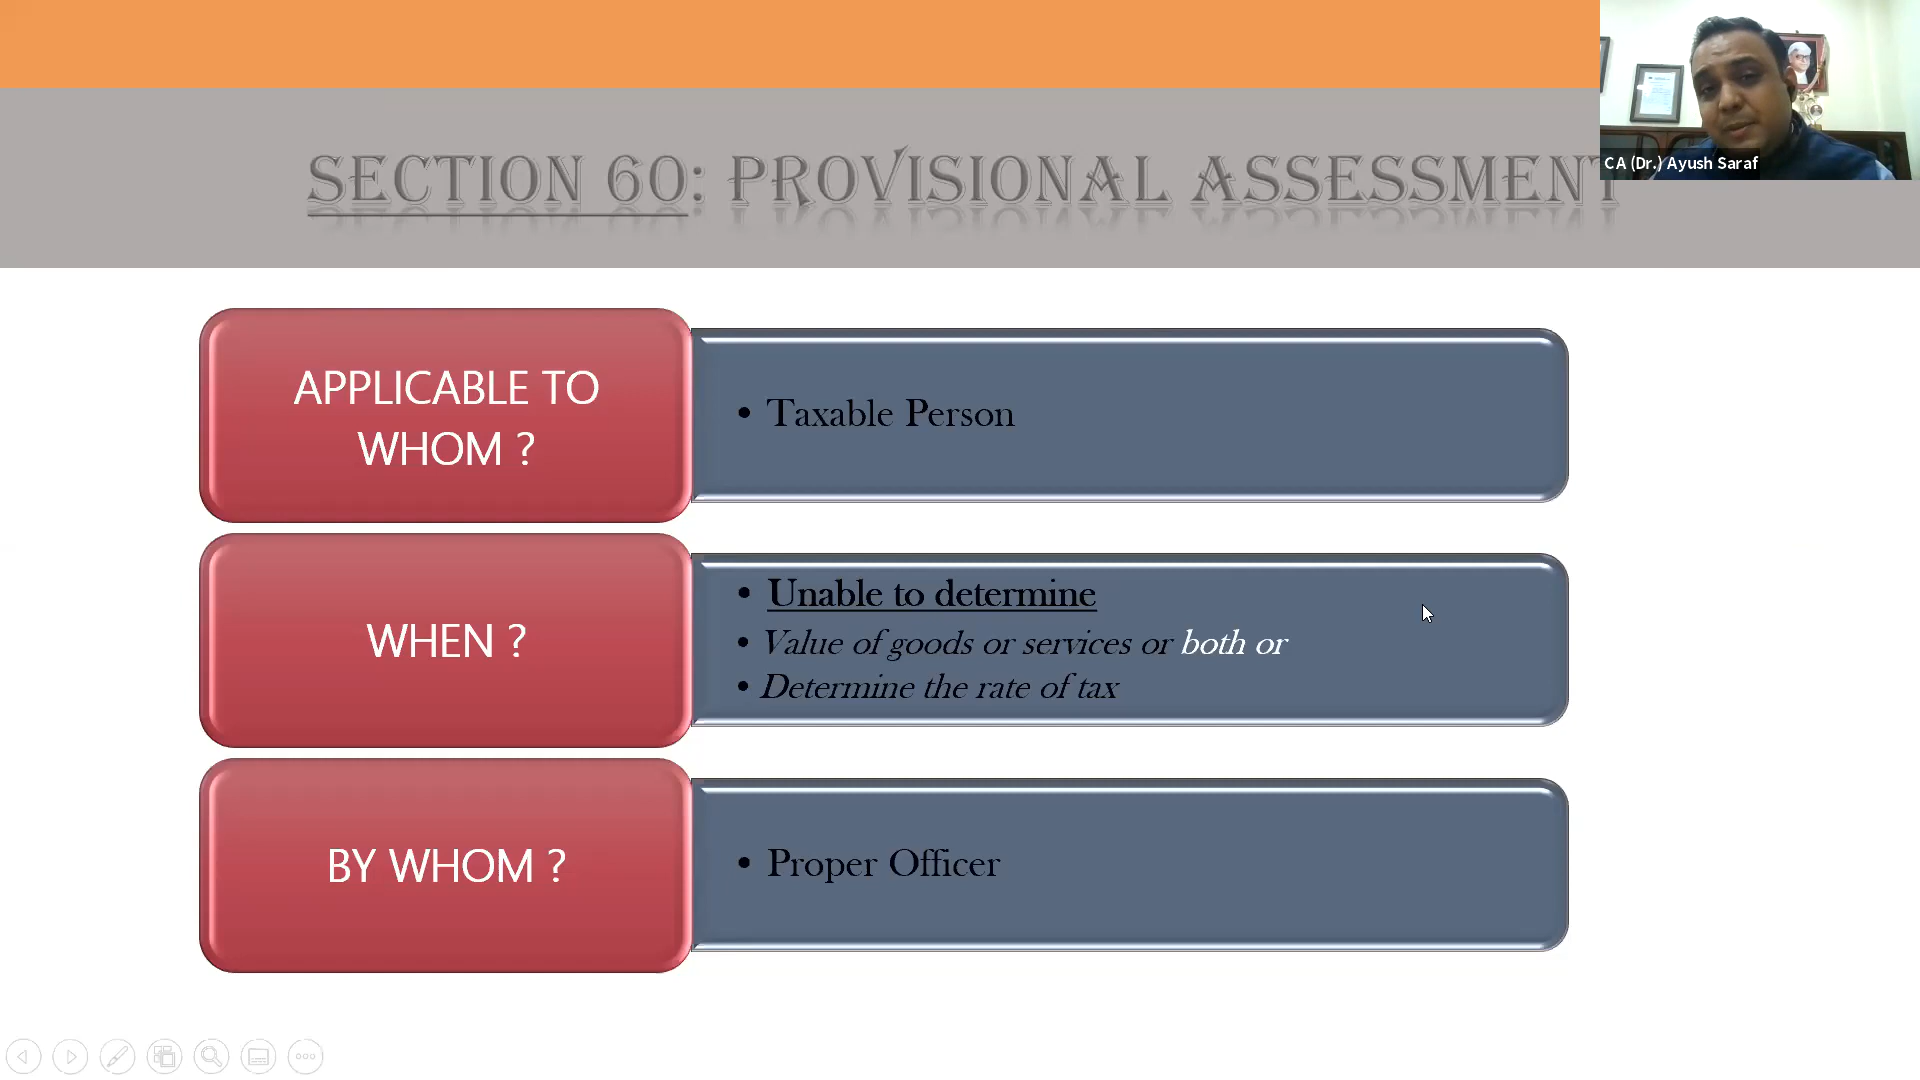 SECTION 60: PROVISIONAL ASSESSMENT
CA (Dr.) Ayush Saraf
APPLICABLE TO
WHOM ?
• Taxable Person
WHEN ?
• Unable to determine
• Value of goods or services or both or
• Determine the rate of tax
BY WHOM ?
• Proper Officer